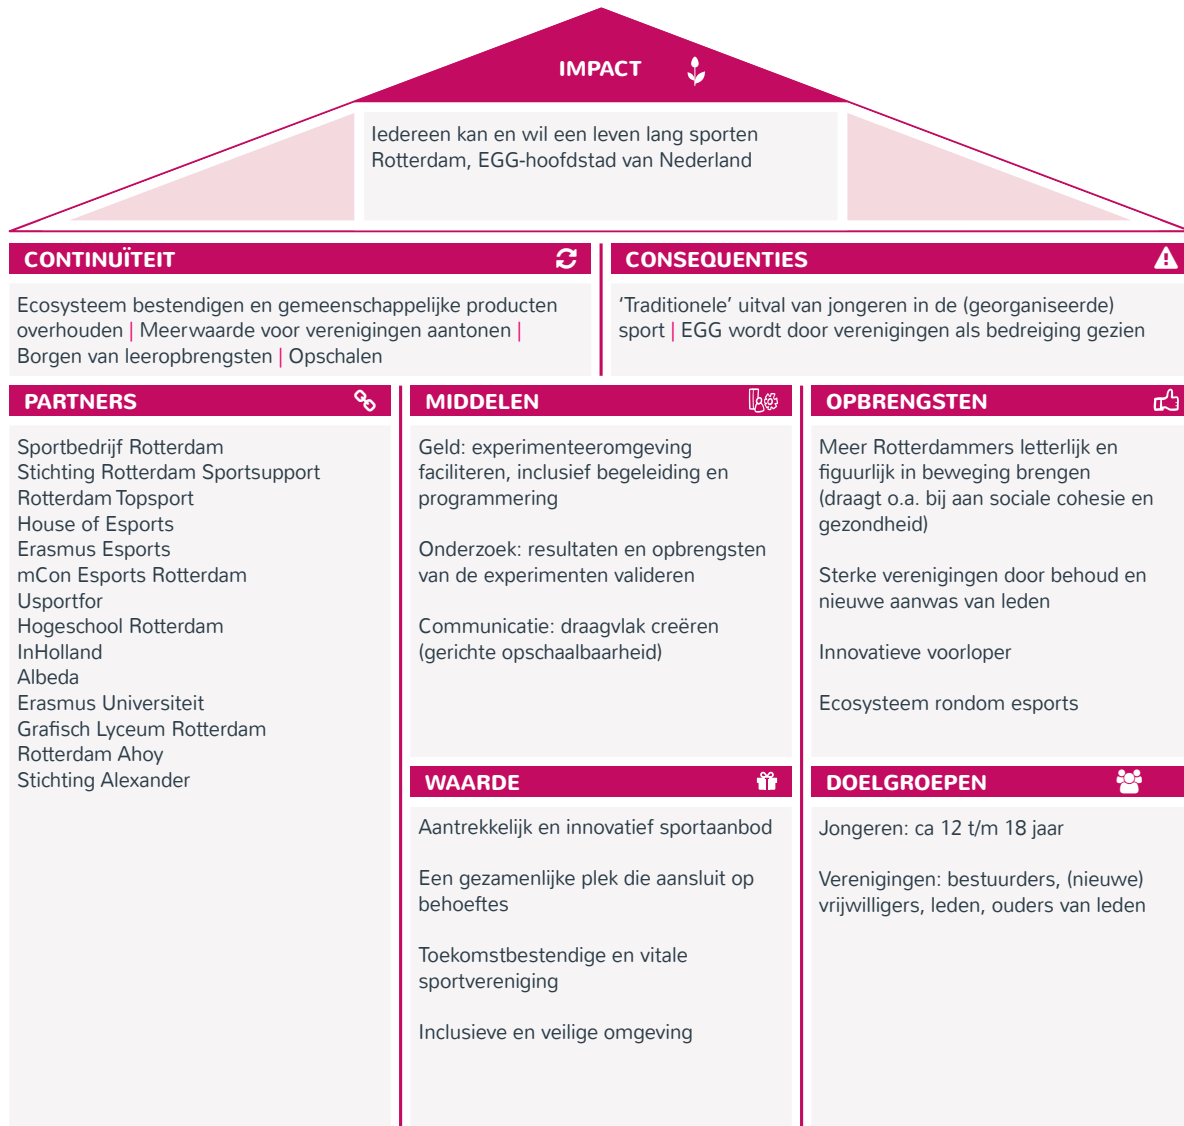 IMPACT
Iedereen kan en wil een leven lang sporten
Rotterdam, EGG-hoofdstad van Nederland
CONTINUÏTEIT
Ecosysteem bestendigen en gemeenschappelijke producten
overhouden | Meerwaarde voor verenigingen aantonen |
Borgen van leeropbrengsten | Opschalen
CONSEQUENTIES
‘Traditionele’ uitval van jongeren in de (georganiseerde)
sport | EGG wordt door verenigingen als bedreiging gezien
PARTNERS
Sportbedrijf Rotterdam
Stichting Rotterdam Sportsupport
Rotterdam Topsport
House of Esports
Erasmus Esports
mCon Esports Rotterdam
Usportfor
Hogeschool Rotterdam
InHolland
Albeda
Erasmus Universiteit
Grafisch Lyceum Rotterdam
Rotterdam Ahoy
Stichting Alexander
MIDDELEN
Geld: experimenteeromgeving
faciliteren, inclusief begeleiding en
programmering
Onderzoek: resultaten en opbrengsten
van de experimenten valideren
Communicatie: draagvlak creëren
(gerichte opschaalbaarheid)
WAARDE
Aantrekkelijk en innovatief sportaanbod
Een gezamenlijke plek die aansluit op
behoeftes
Toekomstbestendige en vitale
sportvereniging
Inclusieve en veilige omgeving
OPBRENGSTEN
Meer Rotterdammers letterlijk en
figuurlijk in beweging brengen
(draagt o.a. bij aan sociale cohesie en
gezondheid)
Sterke verenigingen door behoud en
nieuwe aanwas van leden
Innovatieve voorloper
Ecosysteem rondom esports
DOELGROEPEN
Jongeren: ca 12 t/m 18 jaar
Verenigingen: bestuurders, (nieuwe)
vrijwilligers, leden, ouders van leden